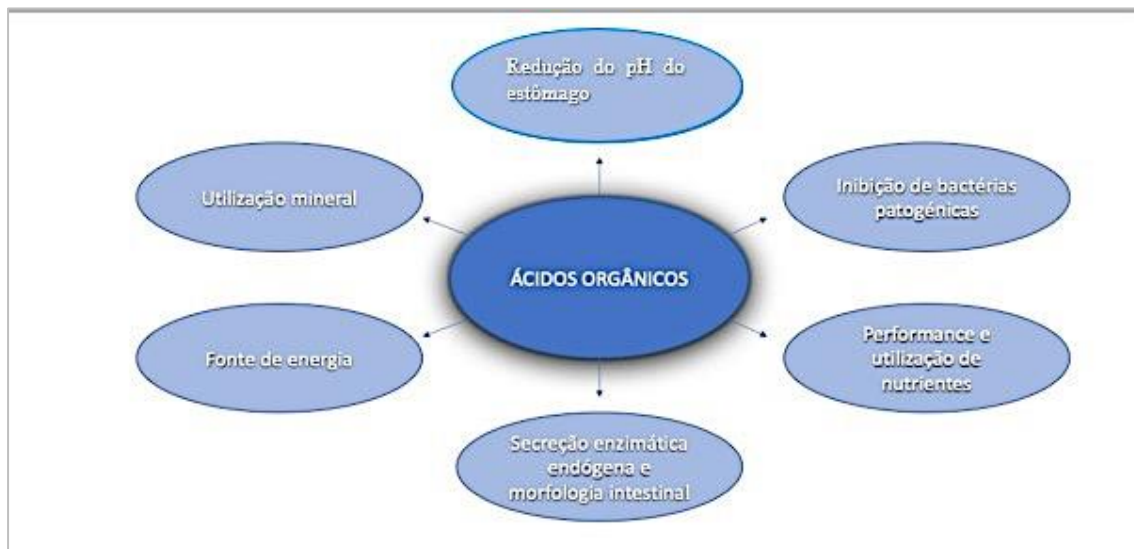 Redução do pH do
estômago
Utilização mineral
Inibição de bactérias
patogénicas
ÁCIDOS ORGÂNICOS
Fonte de energia
Performance e
utilização de
nutrientes
Secreção enzimática
endógena e
morfologia intestinal